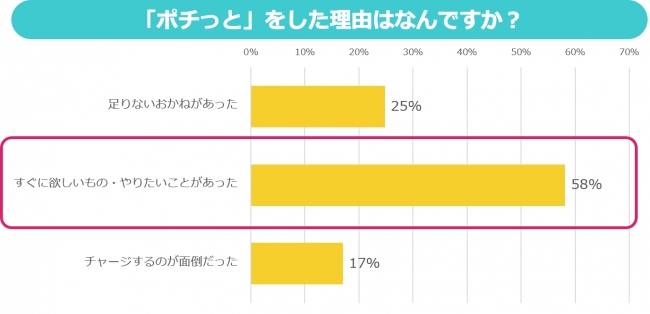 「ポチっと」をした理由はなんですか？
0% 10% 20% 30% 40% 50% 60% 70%
足りないおかねがあった 25%
すぐに欲しいもの・やりたいことがあった 58%
チャージするのが面倒だった 17%